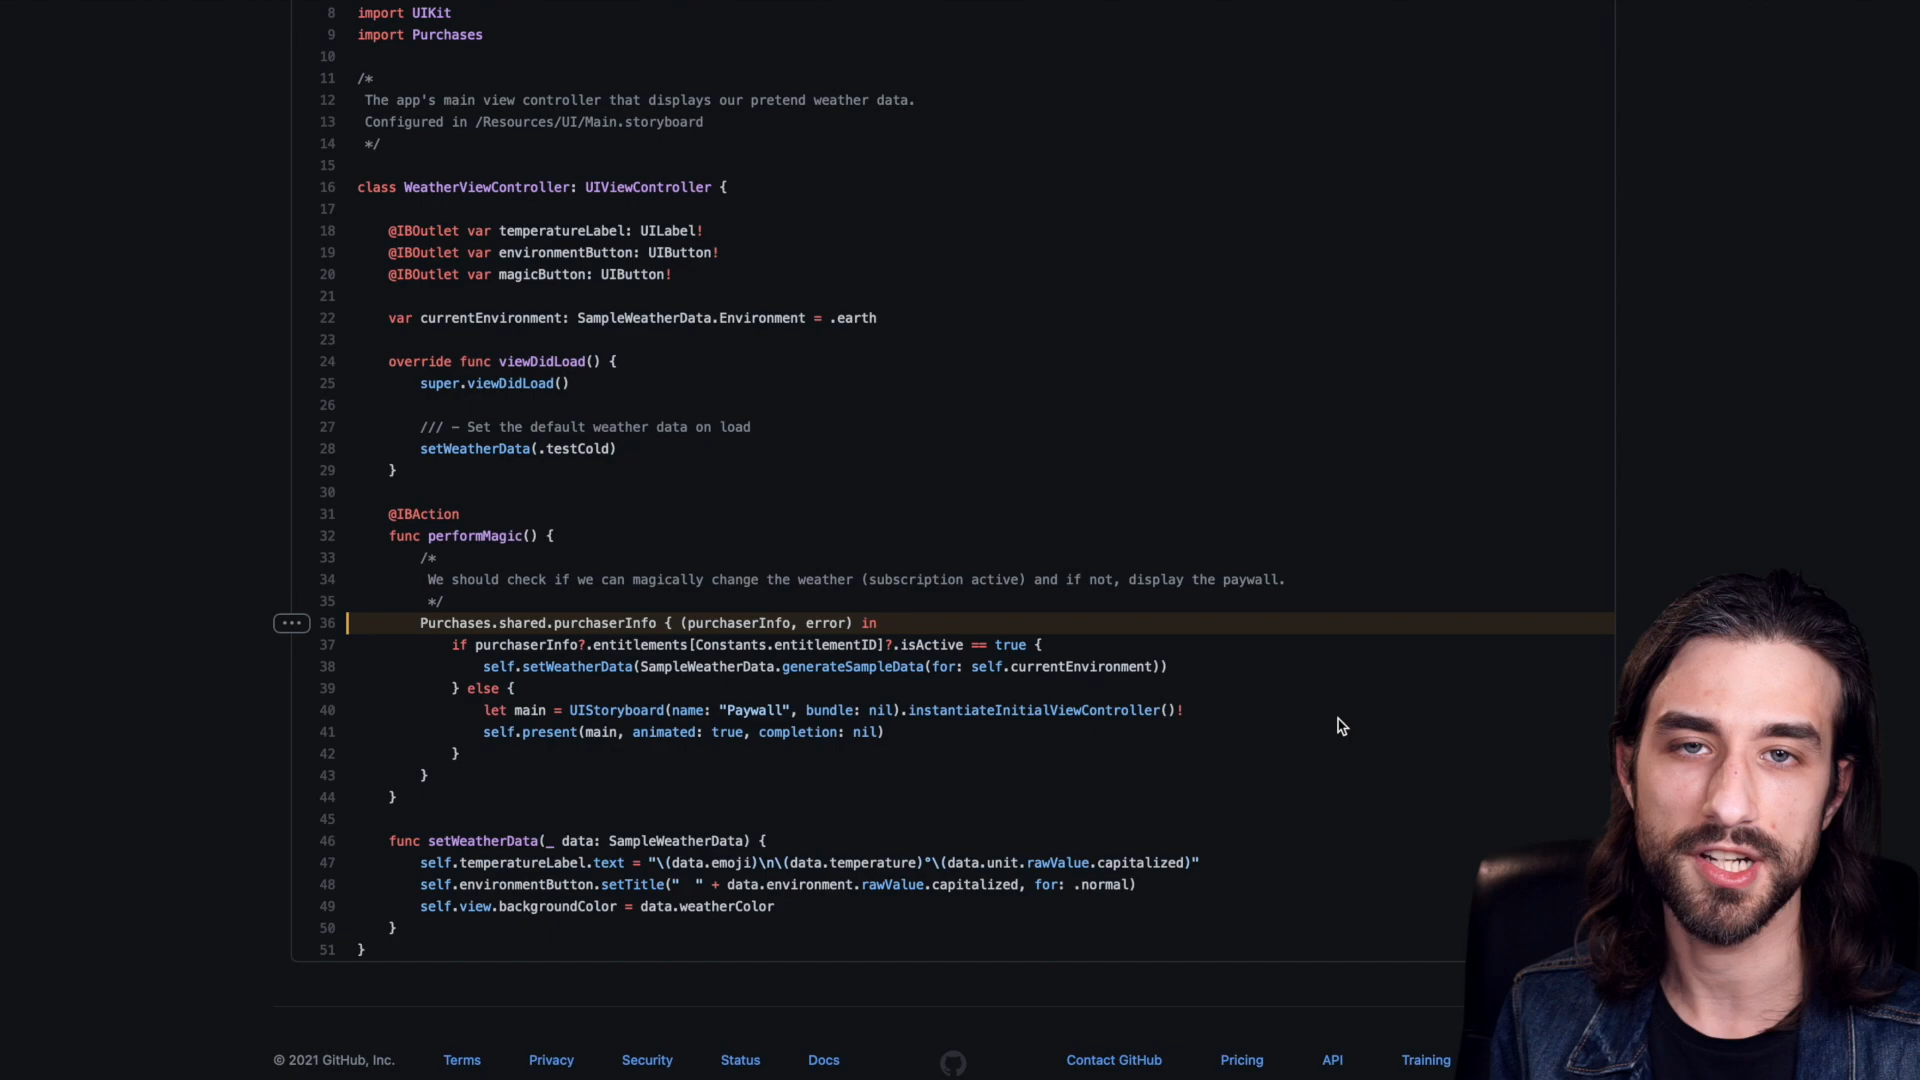 8 import UIKit
9 import Purchases
10
11 /*
12 The app's main view controller that displays our pretend weather data.
13 Configured in /Resources/UI/Main.storyboard
14 */
15
16 class WeatherViewController: UIViewController {
17
18 @IBOutlet var temperatureLabel: UILabel!
19 @IBOutlet var environmentButton: UIButton!
20 @IBOutlet var magicButton: UIButton!
21
22 var currentEnvironment: SampleWeatherData.Environment = .earth
23
24 override func viewDidLoad() {
25 super.viewDidLoad()
26
27 /// - Set the default weather data on load
28 setWeatherData(.testCold)
29 }
30
31 @IBAction
32 func performMagic() {
33 /*
34 We should check if we can magically change the weather (subscription active) and if not, display the paywall.
35 */
36 Purchases.shared.purchaserInfo { (purchaserInfo, error) in
37 if purchaserInfo?.entitlements[Constants.entitlementID]?.isActive == true {
38 self.setWeatherData(SampleWeatherData.generateSampleData(for: self.currentEnvironment))
39 } else {
40 let main = UIStoryboard(name: "Paywall", bundle: nil).instantiateInitialViewController()!
41 self.present(main, animated: true, completion: nil)
42 }
43 }
44 }
45
46 func setWeatherData(_ data: SampleWeatherData) {
47 self.temperatureLabel.text = "\(data.emoji)\n\(data.temperature)°\(data.unit.rawValue.capitalized)"
48 self.environmentButton.setTitle("  " + data.environment.rawValue.capitalized, for: .normal)
49 self.view.backgroundColor = data.weatherColor
50 }
51 }
© 2021 GitHub, Inc. Terms Privacy Security Status Docs Contact GitHub Pricing API Training